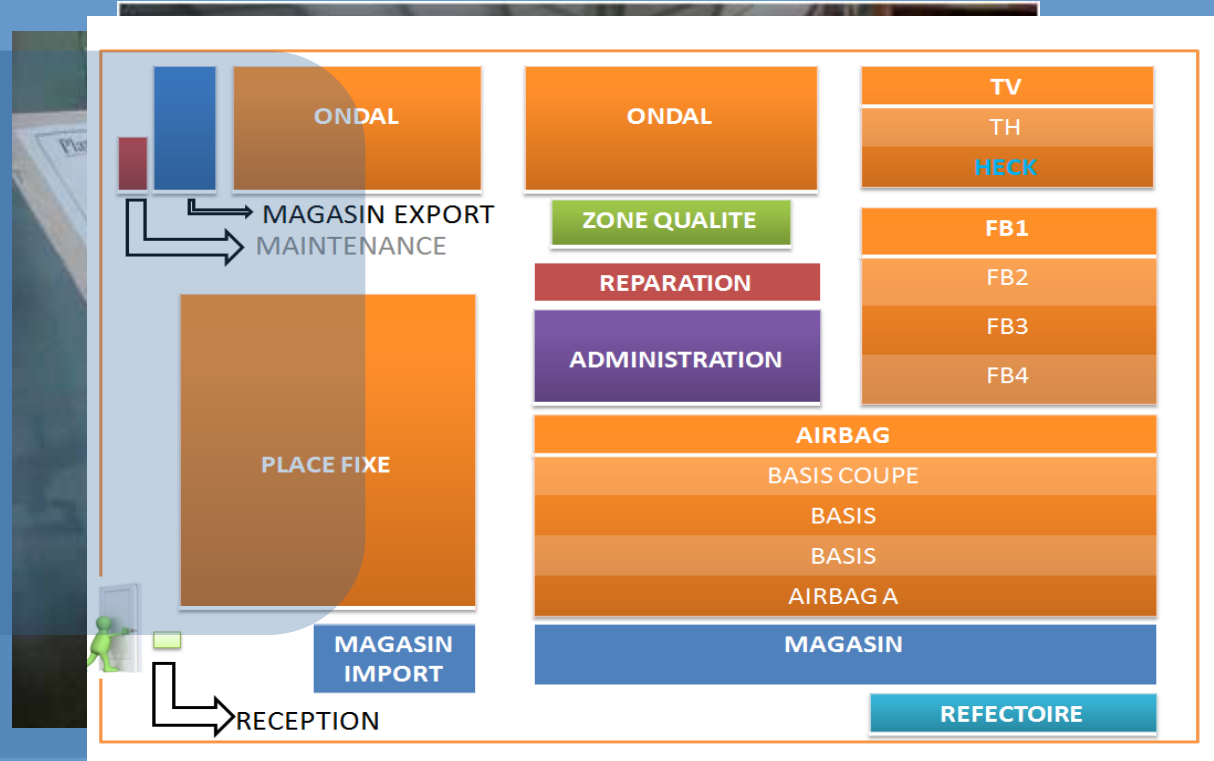 ONDAL
ONDAL
TV
TH
HECK
MAGASIN EXPORT
MAINTENANCE
ZONE QUALITE
REPARATION
ADMINISTRATION
FB1
FB2
FB3
FB4
PLACE FIXE
AIRBAG
BASIS COUPE
BASIS
BASIS
AIRBAG A
MAGASIN
IMPORT
MAGASIN
RECEPTION
REFECTOIRE